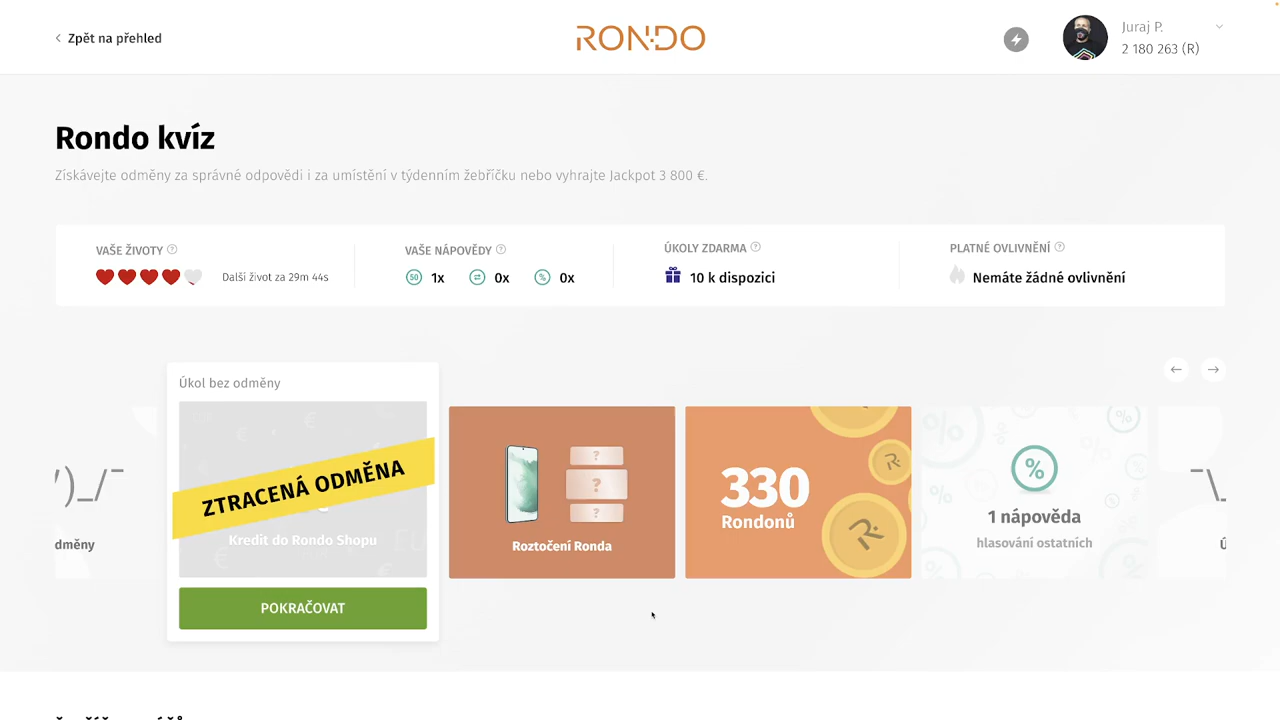 Zpět na přehled
RONDO
Juraj P.
2 180 263 (R)
Rondo kvíz
Získávejte odměny za správné odpovědi i za umístění v týdenním žebříčku nebo vyhrajte Jackpot 3 800 €.
VAŠE ŽIVOTY ?
Další život za 29m 44s
VAŠE NÁPOVĚDY ?
50 1x 0x % 0x
ÚKOLY ZDARMA ?
10 k dispozici
PLATNÉ OVLIVNĚNÍ ?
Nemáte žádné ovlivnění
← →
')_/¯
dměny
Úkol bez odměny
ZTRACENÁ ODMĚNA
Kredit do Rondo Shopu
POKRAČOVAT
?
?
?
Roztočení Ronda
330
Rondonů
%
1 nápověda
hlasování ostatních
¯\_
Ú